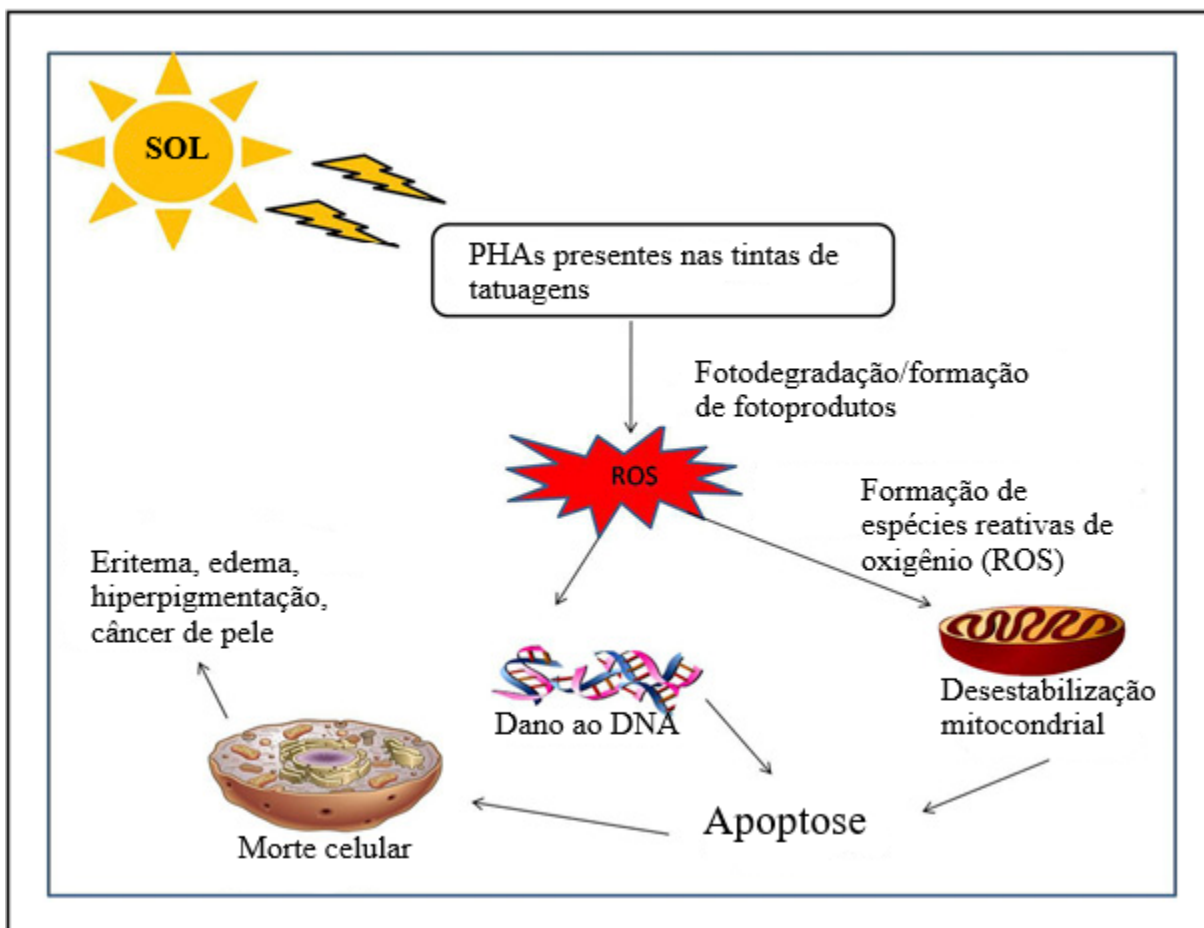 SOL
PHAs presentes nas tintas de
tatuagens
Fotodegradação/formação
de fotoprodutos
ROS
Formação de
espécies reativas de
oxigênio (ROS)
Eritema, edema,
hiperpigmentação,
câncer de pele
Dano ao DNA
Desestabilização
mitocondrial
Apoptose
Morte celular